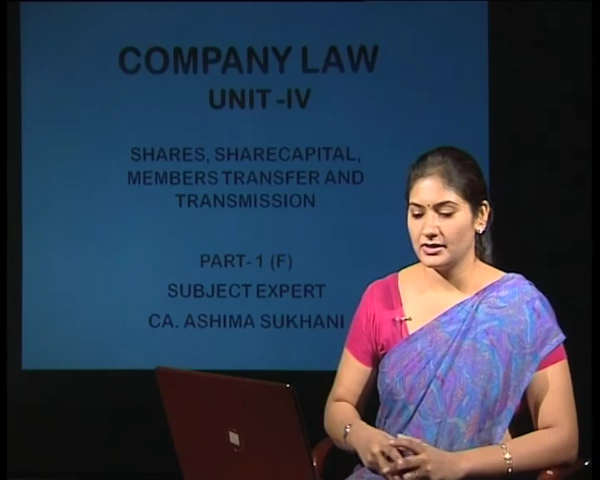 COMPANY LAW
UNIT -IV
SHARES, SHARECAPITAL,
MEMBERS TRANSFER AND
TRANSMISSION
PART- 1 (F)
SUBJECT EXPERT
CA. ASHIMA SUKHANI